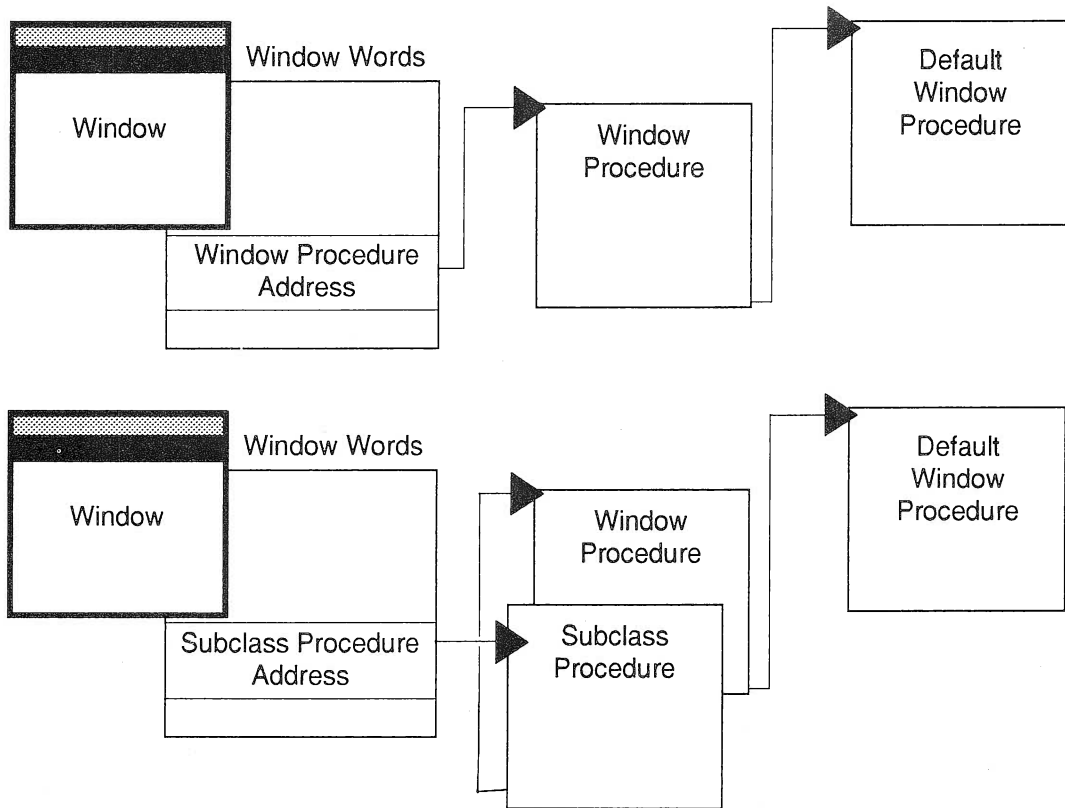 Window Words
Window
Window Procedure
Address
Window
Procedure
Default
Window
Procedure
Window Words
Window
Subclass Procedure
Address
Window
Procedure
Subclass
Procedure
Default
Window
Procedure